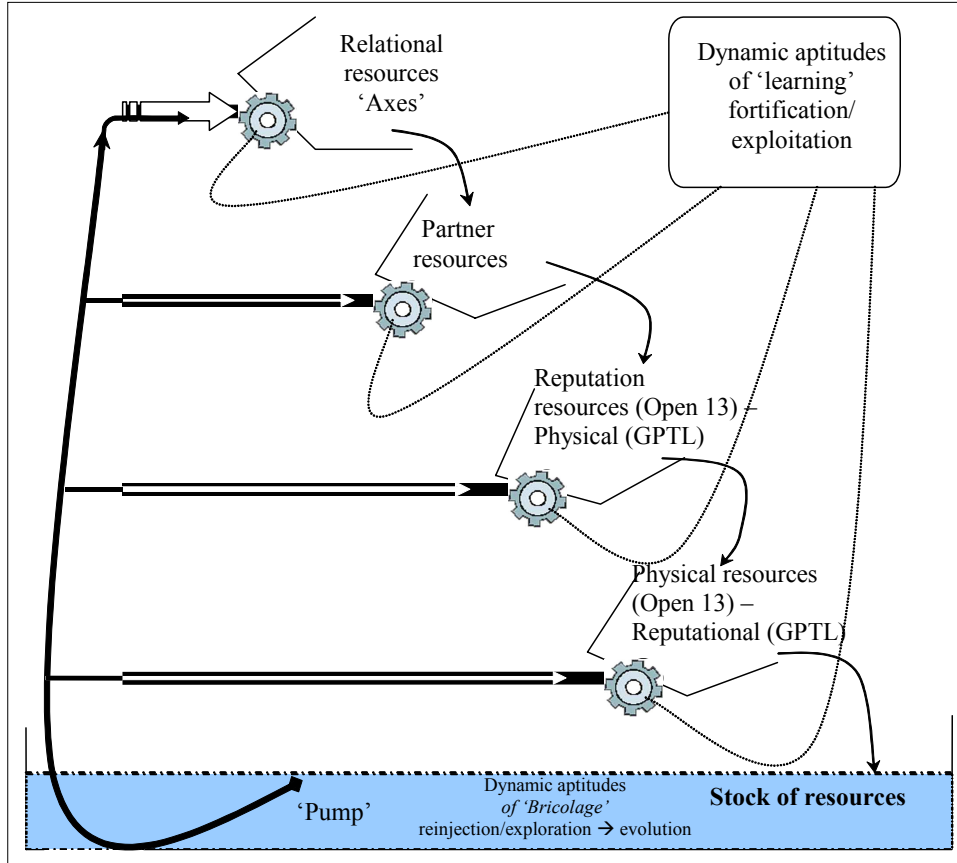 Relational
resources
‘Axes’
Dynamic aptitudes
of ‘learning’
fortification/
exploitation
Partner
resources
Reputation
resources (Open 13) –
Physical (GPTL)
Physical resources
(Open 13) –
Reputational (GPTL)
‘Pump’
Dynamic aptitudes
of ‘Bricolage’
reinjection/exploration → evolution
Stock of resources